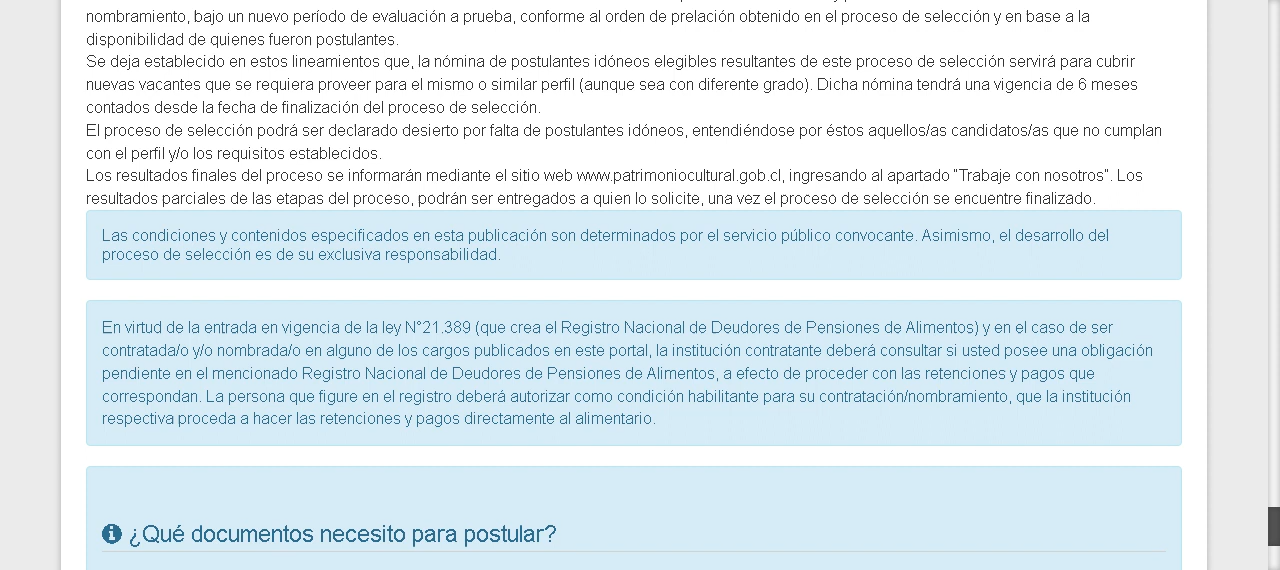 nombramiento, bajo un nuevo período de evaluación a prueba, conforme al orden de prelación obtenido en el proceso de selección y en base a la
disponibilidad de quienes fueron postulantes.
Se deja establecido en estos lineamientos que, la nómina de postulantes idóneos elegibles resultantes de este proceso de selección servirá para cubrir
nuevas vacantes que se requiera proveer para el mismo o similar perfil (aunque sea con diferente grado). Dicha nómina tendrá una vigencia de 6 meses
contados desde la fecha de finalización del proceso de selección.
El proceso de selección podrá ser declarado desierto por falta de postulantes idóneos, entendiéndose por éstos aquellos/as candidatos/as que no cumplan
con el perfil y/o los requisitos establecidos.
Los resultados finales del proceso se informarán mediante el sitio web www.patrimoniocultural.gob.cl, ingresando al apartado "Trabaje con nosotros". Los
resultados parciales de las etapas del proceso, podrán ser entregados a quien lo solicite, una vez el proceso de selección se encuentre finalizado.
Las condiciones y contenidos especificados en esta publicación son determinados por el servicio público convocante. Asimismo, el desarrollo del
proceso de selección es de su exclusiva responsabilidad.
En virtud de la entrada en vigencia de la ley N°21.389 (que crea el Registro Nacional de Deudores de Pensiones de Alimentos) y en el caso de ser
contratada/o y/o nombrada/o en alguno de los cargos publicados en este portal, la institución contratante deberá consultar si usted posee una obligación
pendiente en el mencionado Registro Nacional de Deudores de Pensiones de Alimentos, a efecto de proceder con las retenciones y pagos que
correspondan. La persona que figure en el registro deberá autorizar como condición habilitante para su contratación/nombramiento, que la institución
respectiva proceda a hacer las retenciones y pagos directamente al alimentario.
¿Qué documentos necesito para postular?